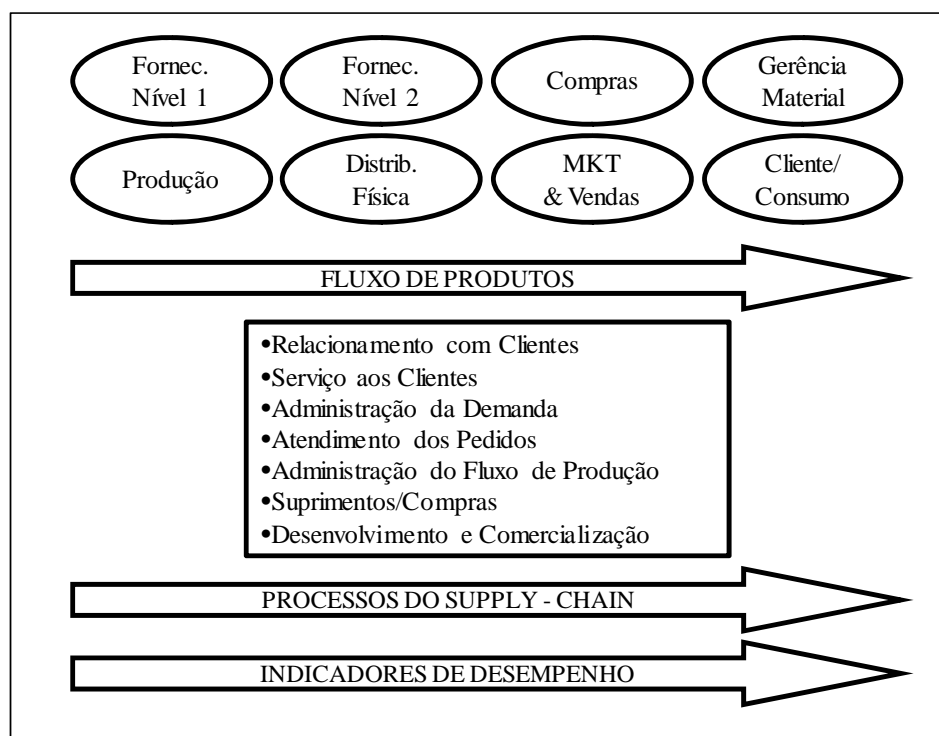 Fornec.
Nível 1
Fornec.
Nível 2
Compras
Gerência
Material
Produção
Distrib.
Física
MKT
& Vendas
Cliente/
Consumo
FLUXO DE PRODUTOS
•Relacionamento com Clientes
•Serviço aos Clientes
•Administração da Demanda
•Atendimento dos Pedidos
•Administração do Fluxo de Produção
•Suprimentos/Compras
•Desenvolvimento e Comercialização
PROCESSOS DO SUPPLY - CHAIN
INDICADORES DE DESEMPENHO